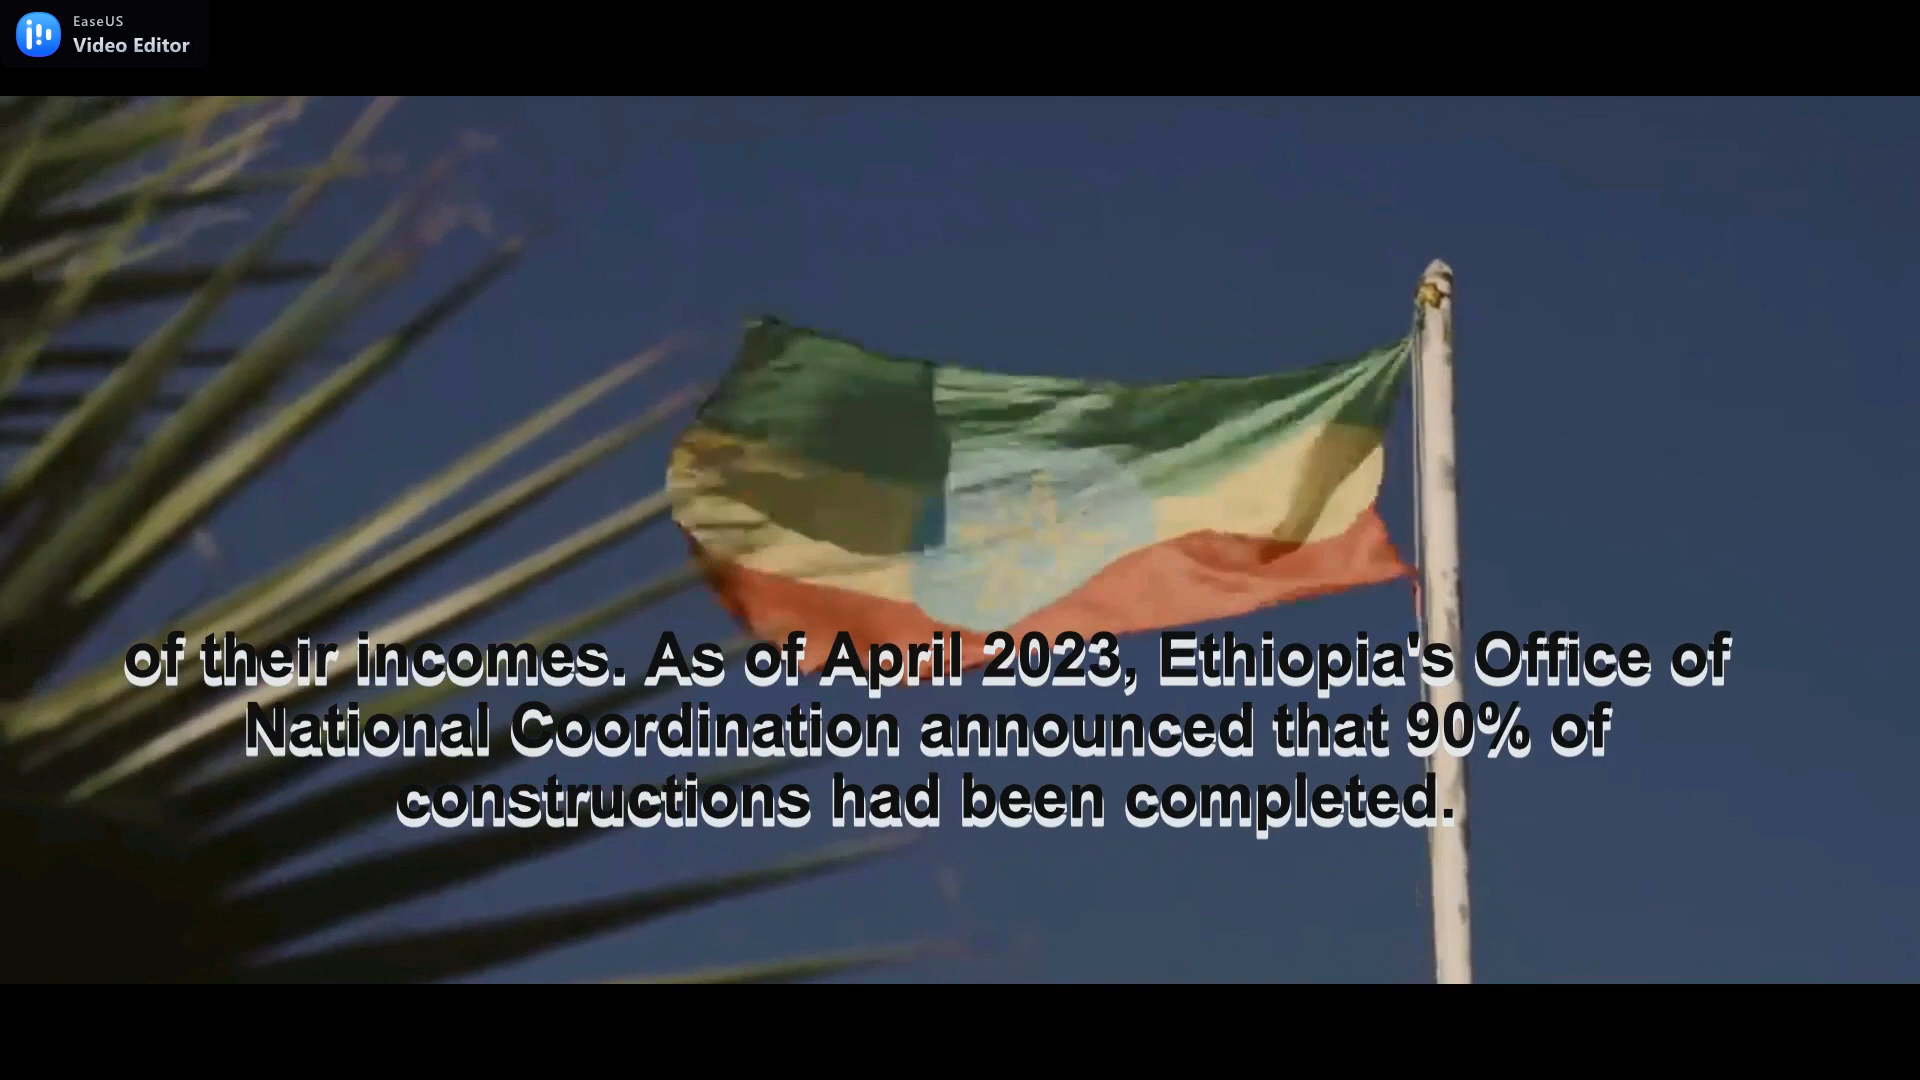 EaseUS
Video Editor
of their incomes. As of April 2023, Ethiopia's Office of
National Coordination announced that 90% of
constructions had been completed.